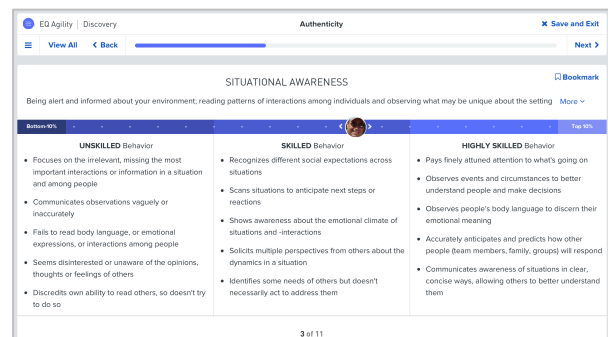 EQ Agility | Discovery
Authenticity
✖ Save and Exit
View All
Back
Next
SITUATIONAL AWARENESS
Bookmark
Being alert and informed about your environment; reading patterns of interactions among individuals and observing what may be unique about the setting More
Bottom 10%
Top 10%
UNSKILLED Behavior
• Focuses on the irrelevant, missing the most
important interactions or information in a situation
and among people
• Communicates observations vaguely or
inaccurately
• Fails to read body language, or emotional
expressions, or interactions among people
• Seems disinterested or unaware of the opinions,
thoughts or feelings of others
• Discredits own ability to read others, so doesn't try
to do so
SKILLED Behavior
• Recognizes different social expectations across
situations
• Scans situations to anticipate next steps or
reactions
• Shows awareness about the emotional climate of
situations and -interactions
• Solicits multiple perspectives from others about the
dynamics in a situation
• Identifies some needs of others but doesn't
necessarily act to address them
HIGHLY SKILLED Behavior
• Pays finely attuned attention to what's going on
• Observes events and circumstances to better
understand people and make decisions
• Observes people's body language to discern their
emotional meaning
• Accurately anticipates and predicts how other
people (team members, family, groups) will respond
• Communicates awareness of situations in clear,
concise ways, allowing others to better understand
them
3 of 11